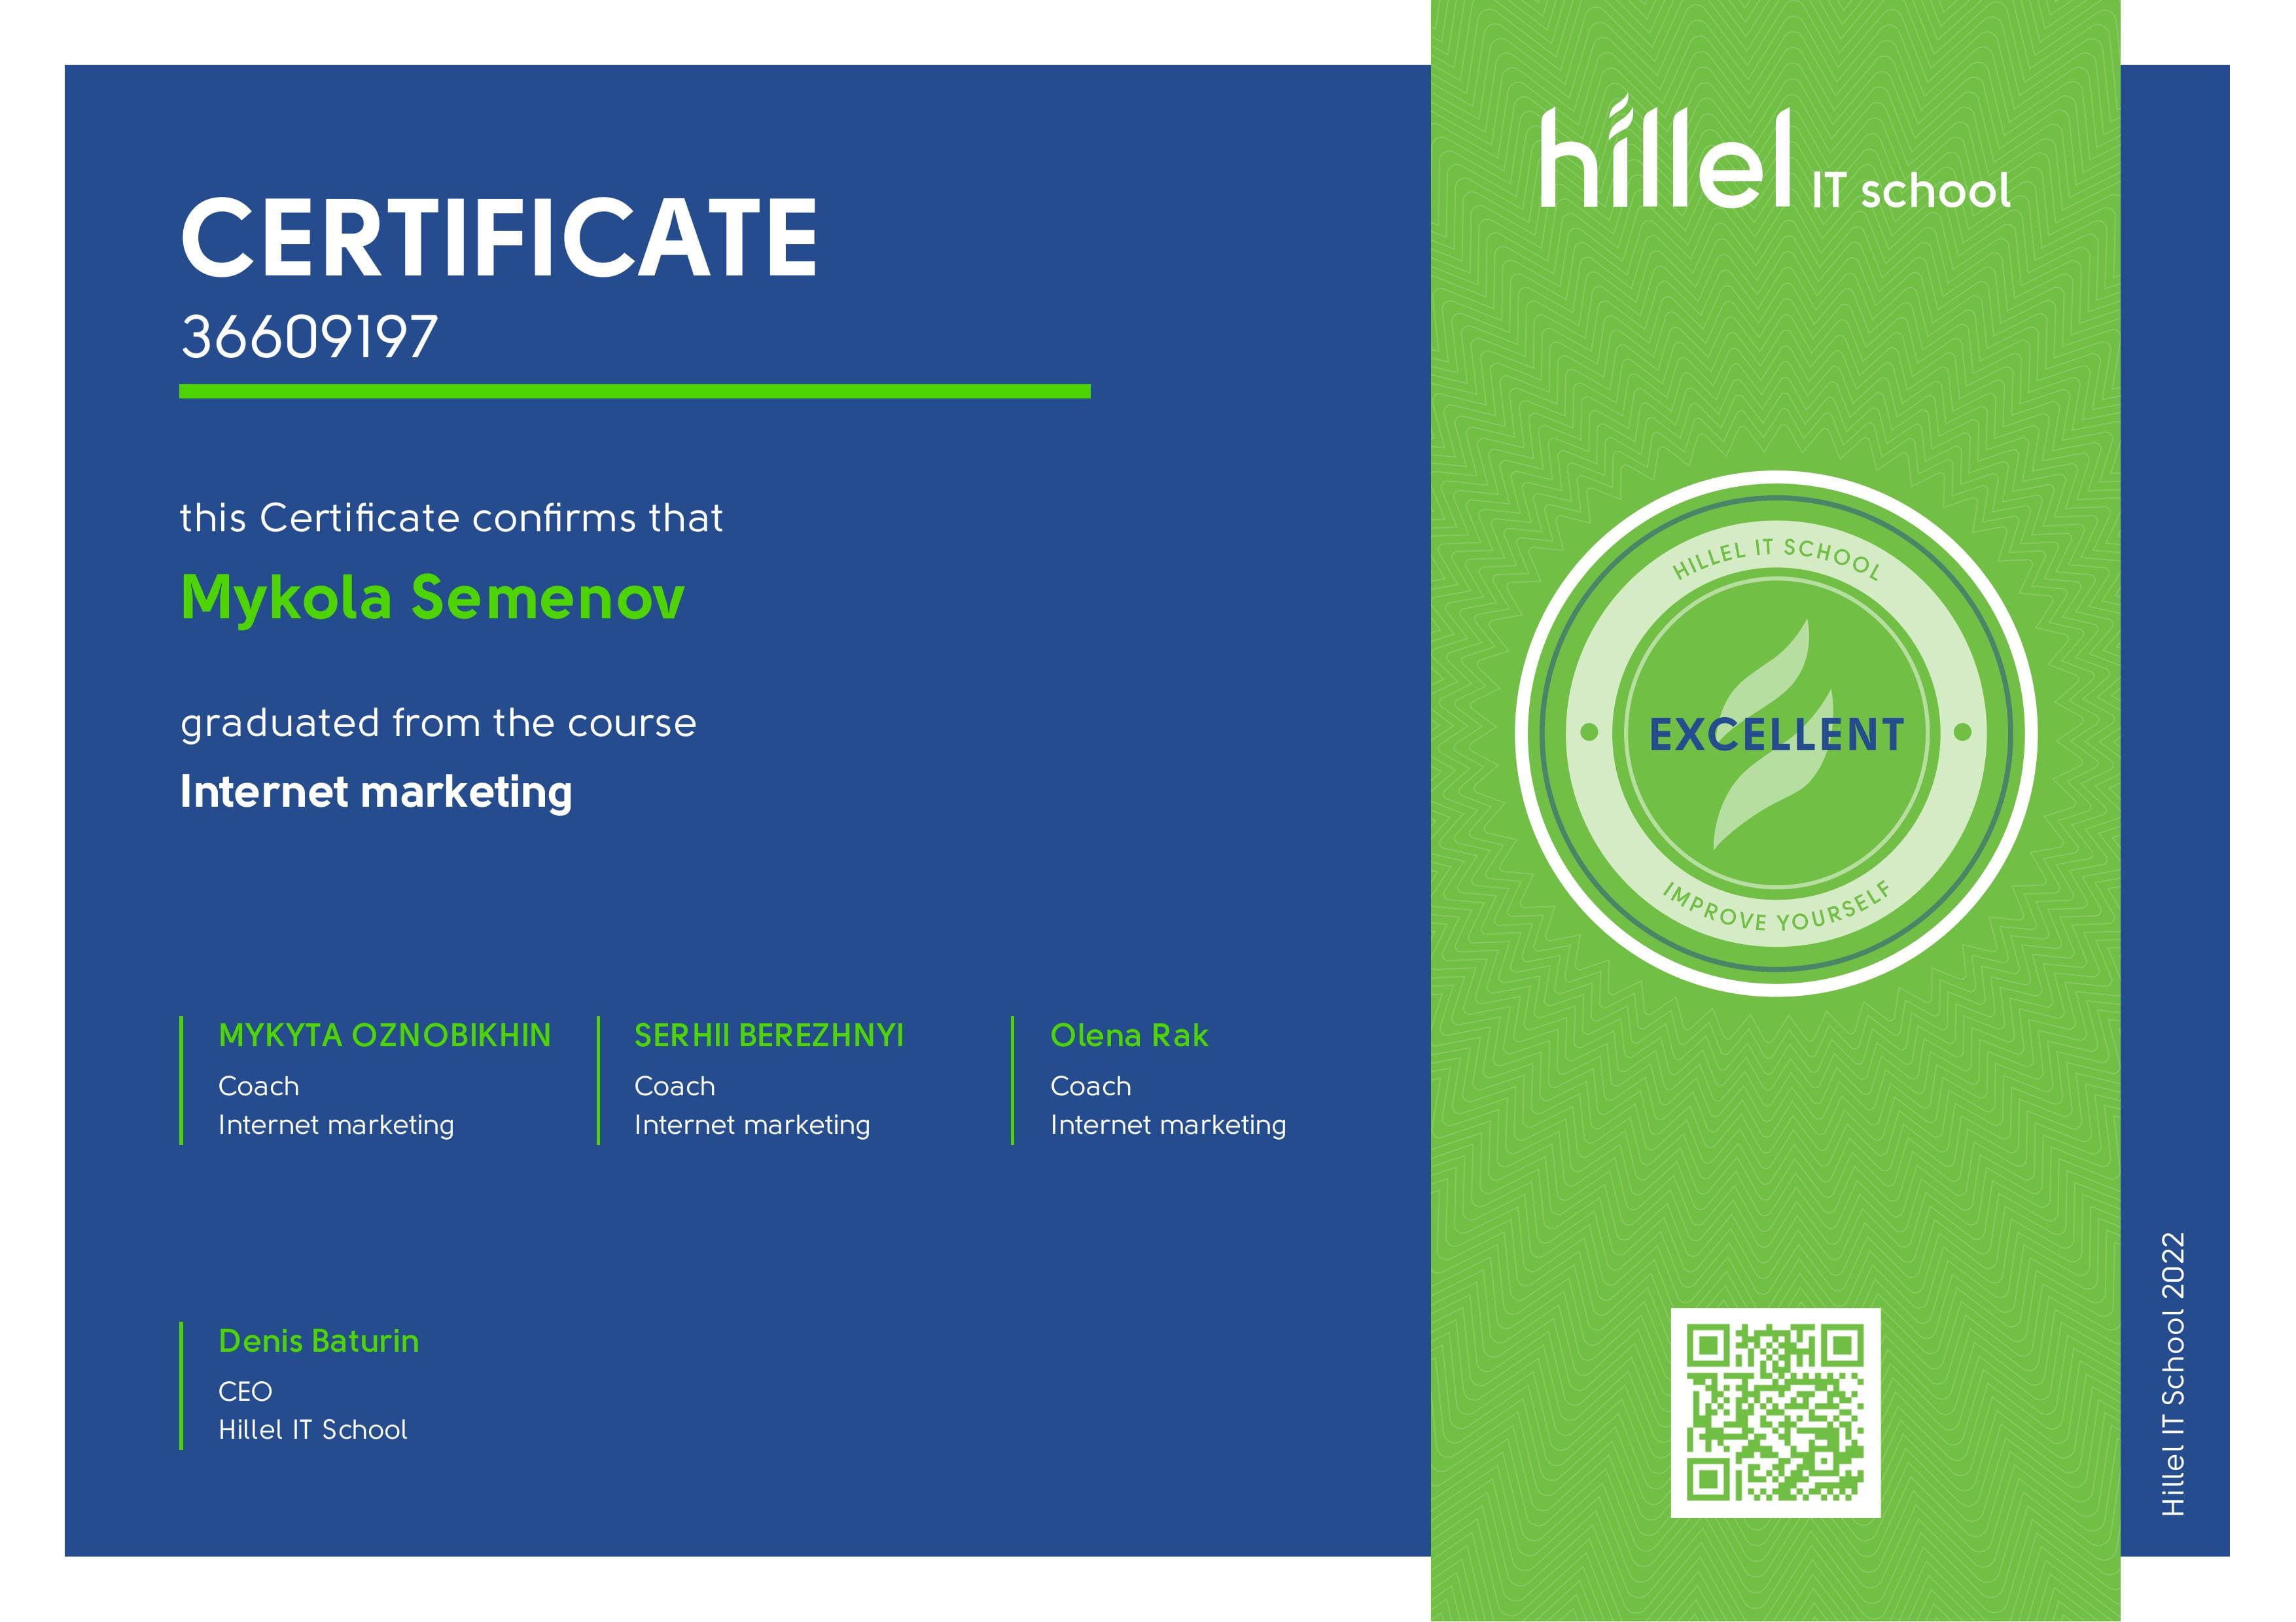 CERTIFICATE
36609197
this Certificate confirms that
Mykola Semenov
graduated from the course
Internet marketing
MYKYTA OZNOBIKHIN
Coach
Internet marketing
SERHII BEREZHNYI
Coach
Internet marketing
Olena Rak
Coach
Internet marketing
Denis Baturin
CEO
Hillel IT School
hillel IT school
HILLEL IT SCHOOL
EXCELLENT
IMPROVE YOURSELF
Hillel IT School 2022